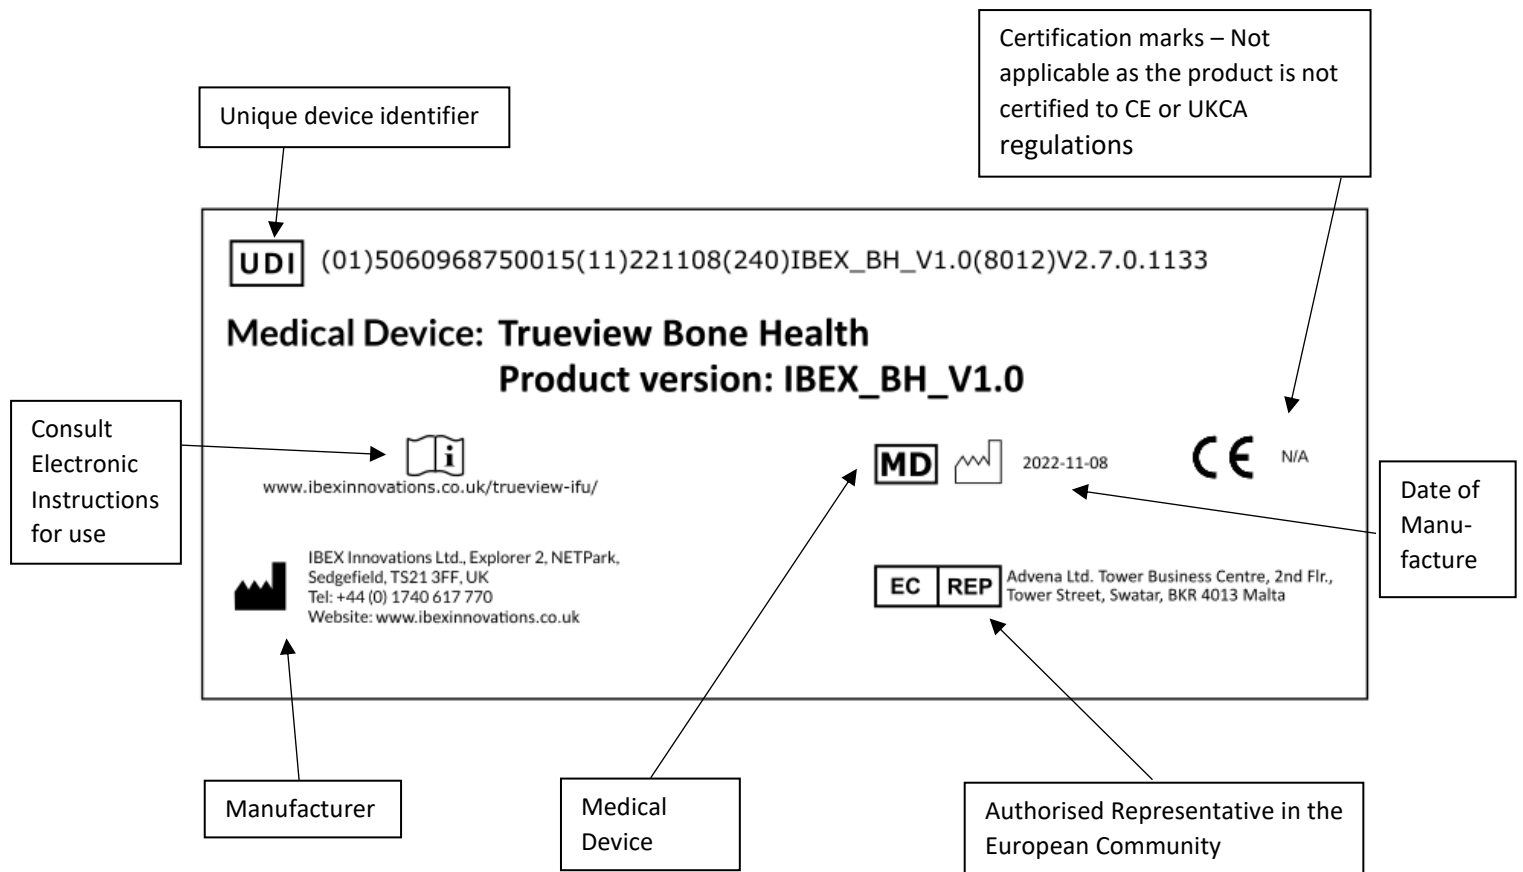 Certification marks – Not
applicable as the product is not
certified to CE or UKCA
regulations
Unique device identifier
UDI (01)5060968750015(11)221108(240)IBEX_BH_V1.0(8012)V2.7.0.1133
Medical Device: Trueview Bone Health
Product version: IBEX_BH_V1.0
Consult
Electronic
Instructions
for use
i
www.ibexinnovations.co.uk/trueview-ifu/
MD 2022-11-08 CE N/A
Date of
Manu-
facture
IBEX Innovations Ltd., Explorer 2, NETPark,
Sedgefield, TS21 3FF, UK
Tel: +44 (0) 1740 617 770
Website: www.ibexinnovations.co.uk
EC REP Advena Ltd. Tower Business Centre, 2nd Flr.,
Tower Street, Swatar, BKR 4013 Malta
Manufacturer
Medical
Device
Authorised Representative in the
European Community